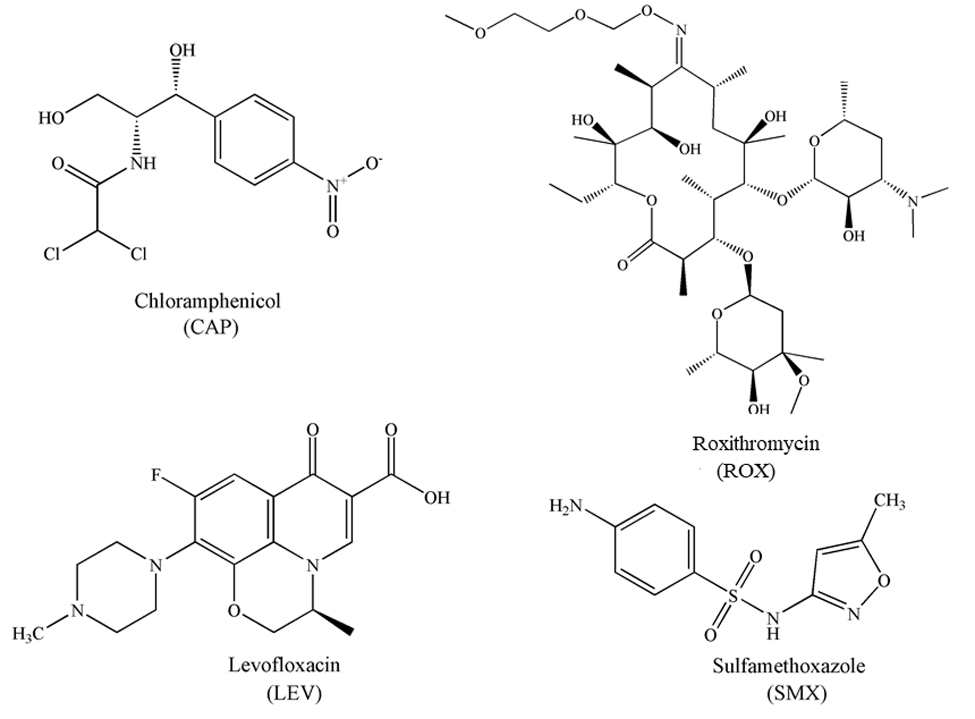 OH
HO
O
NH
N+
O-
O
Cl
Cl
Chloramphenicol
(CAP)
O
O
O
N
HO
OH
OH
O
O
O
O
OH
N
O
O
OH
O
Roxithromycin
(ROX)
O
O
F
OH
N
N
N
O
H3C
Levofloxacin
(LEV)
H2N
CH3
O
S
O
N
H
O
N
Sulfamethoxazole
(SMX)